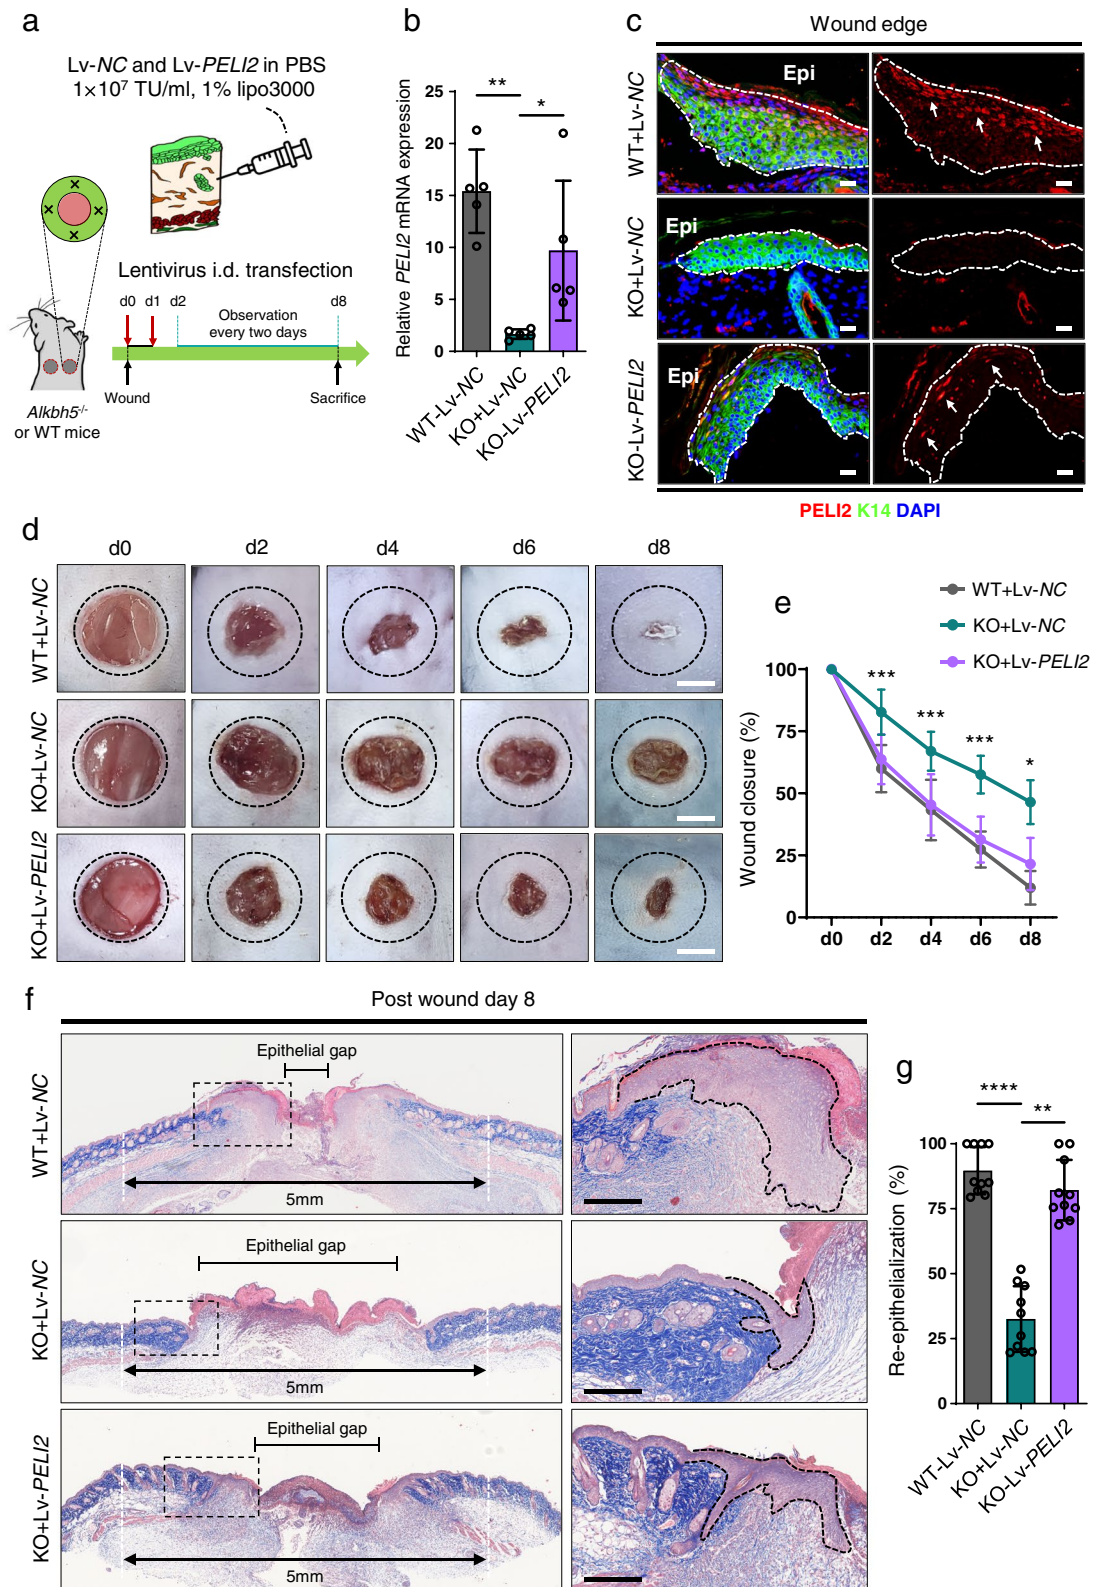 a
Lv-NC and Lv-PELI2 in PBS
1×10⁷ TU/ml, 1% lipo3000
Lentivirus i.d. transfection
d0
d1
d2
d8
Observation
every two days
Wound
Sacrifice
Alkbh5⁻/⁻
or WT mice
b
Relative PELI2 mRNA expression
25
20
15
10
5
0
**
*
WT-Lv-NC
KO+Lv-NC
KO-Lv-PELI2
c
Wound edge
WT+Lv-NC
Epi
KO+Lv-NC
Epi
KO-Lv-PELI2
Epi
PELI2 K14 DAPI
d
d0 d2 d4 d6 d8
WT+Lv-NC
KO+Lv-NC
KO+Lv-PELI2
e
WT+Lv-NC
KO+Lv-NC
KO+Lv-PELI2
Wound closure (%)
100
75
50
25
0
***
***
***
*
d0 d2 d4 d6 d8
f
Post wound day 8
WT+Lv-NC
Epithelial gap
5mm
KO+Lv-NC
Epithelial gap
5mm
KO+Lv-PELI2
Epithelial gap
5mm
g
Re-epithelialization (%)
****
**
100
75
50
25
0
WT-Lv-NC
KO+Lv-NC
KO-Lv-PELI2